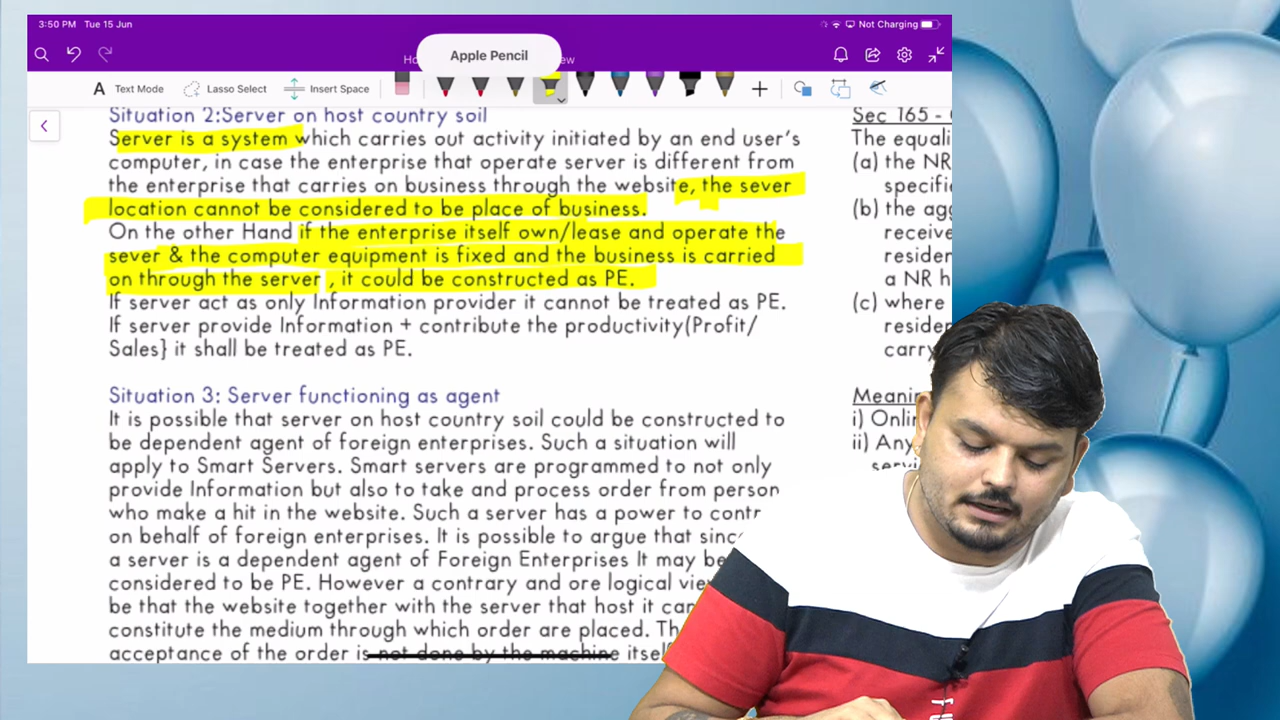 3:50 PM Tue 15 Jun
Not Charging
Apple Pencil
Text Mode
Lasso Select
Insert Space
Situation 2:Server on host country soil
Server is a system which carries out activity initiated by an end user's
computer, in case the enterprise that operate server is different from
the enterprise that carries on business through the website, the sever
location cannot be considered to be place of business.
On the other Hand if the enterprise itself own/lease and operate the
sever & the computer equipment is fixed and the business is carried
on through the server , it could be constructed as PE.
If server act as only Information provider it cannot be treated as PE.
If server provide Information + contribute the productivity(Profit/
Sales} it shall be treated as PE.
Situation 3: Server functioning as agent
It is possible that server on host country soil could be constructed to
be dependent agent of foreign enterprises. Such a situation will
apply to Smart Servers. Smart servers are programmed to not only
provide Information but also to take and process order from person
who make a hit in the website. Such a server has a power to
on behalf of foreign enterprises. It is possible to argue that
a server is a dependent agent of Foreign Enterprises It may be
considered to be PE. However a contrary and ore logical
be that the website together with the server that host it
constitute the medium through which order are placed.
acceptance of the order is not done by the machine
Sec 165 -
The
(a) the NR
(b) the
a NR
(c) where
carry
i)
ii) Any